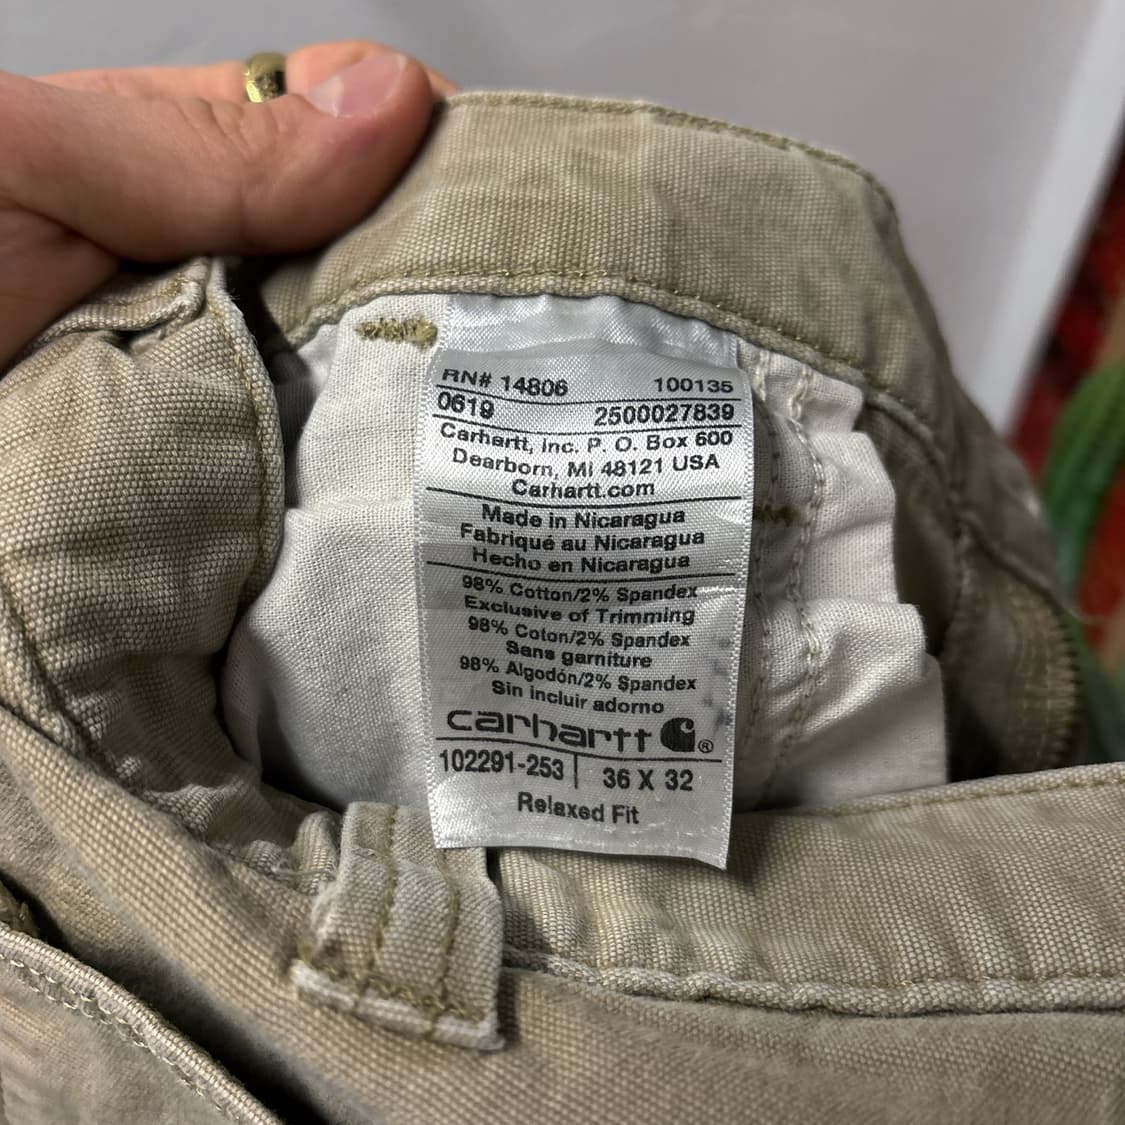 RN# 14806 100135
0619 2500027839
Carhartt, Inc. P. O. Box 600
Dearborn, MI 48121 USA
Carhartt.com
Made in Nicaragua
Fabriqué au Nicaragua
Hecho en Nicaragua
98% Cotton/2% Spandex
Exclusive of Trimming
98% Coton/2% Spandex
Sans garniture
98% Algodón/2% Spandex
Sin incluir adorno
carhartt ®
102291-253 | 36 X 32
Relaxed Fit